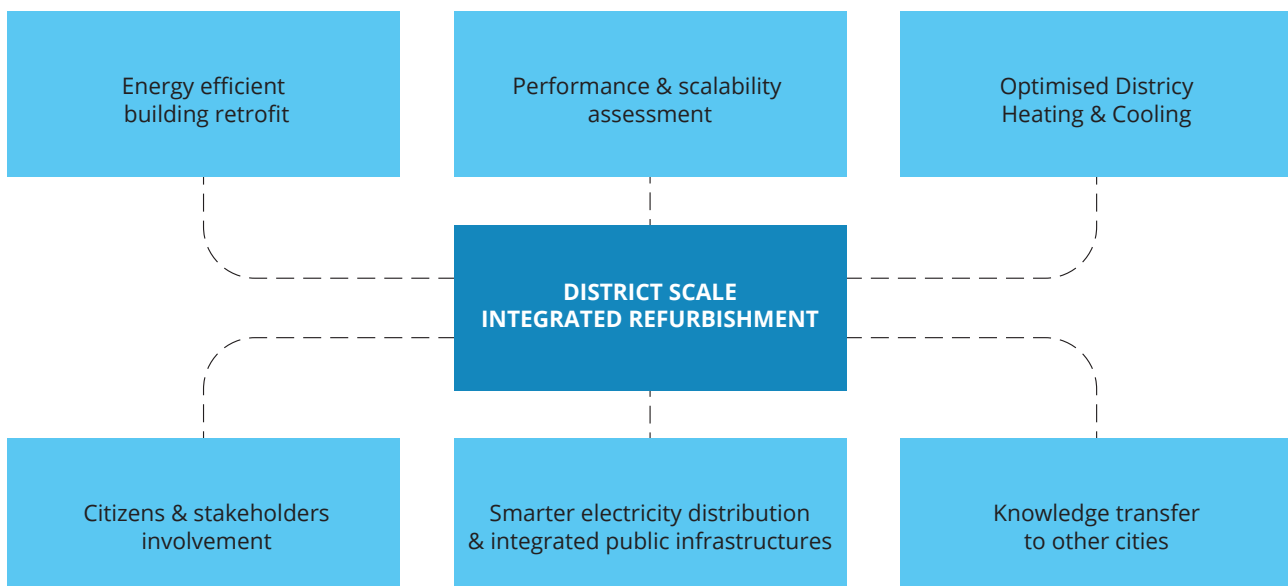 Energy efficient
building retrofit
Performance & scalability
assessment
Optimised Districy
Heating & Cooling
DISTRICT SCALE
INTEGRATED REFURBISHMENT
Citizens & stakeholders
involvement
Smarter electricity distribution
& integrated public infrastructures
Knowledge transfer
to other cities